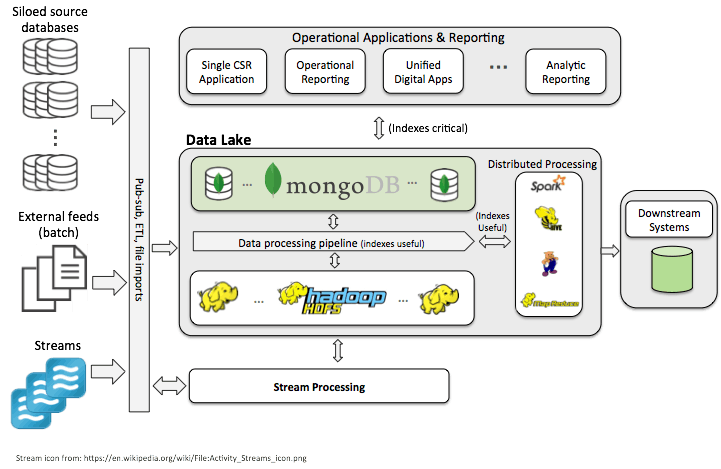 Siloed source
databases
External feeds
(batch)
Streams
Pub-sub, ETL, file imports
Operational Applications & Reporting
Single CSR
Application
Operational
Reporting
Unified
Digital Apps
...
Analytic
Reporting
(Indexes critical)
Data Lake
... mongoDB ...
Distributed Processing
Spark
HIVE
Map Reduce
(Indexes
Useful)
Data processing pipeline (indexes useful)
... hadoop ...
HDFS
Downstream
Systems
Stream Processing
Stream icon from: https://en.wikipedia.org/wiki/File:Activity_Streams_icon.png